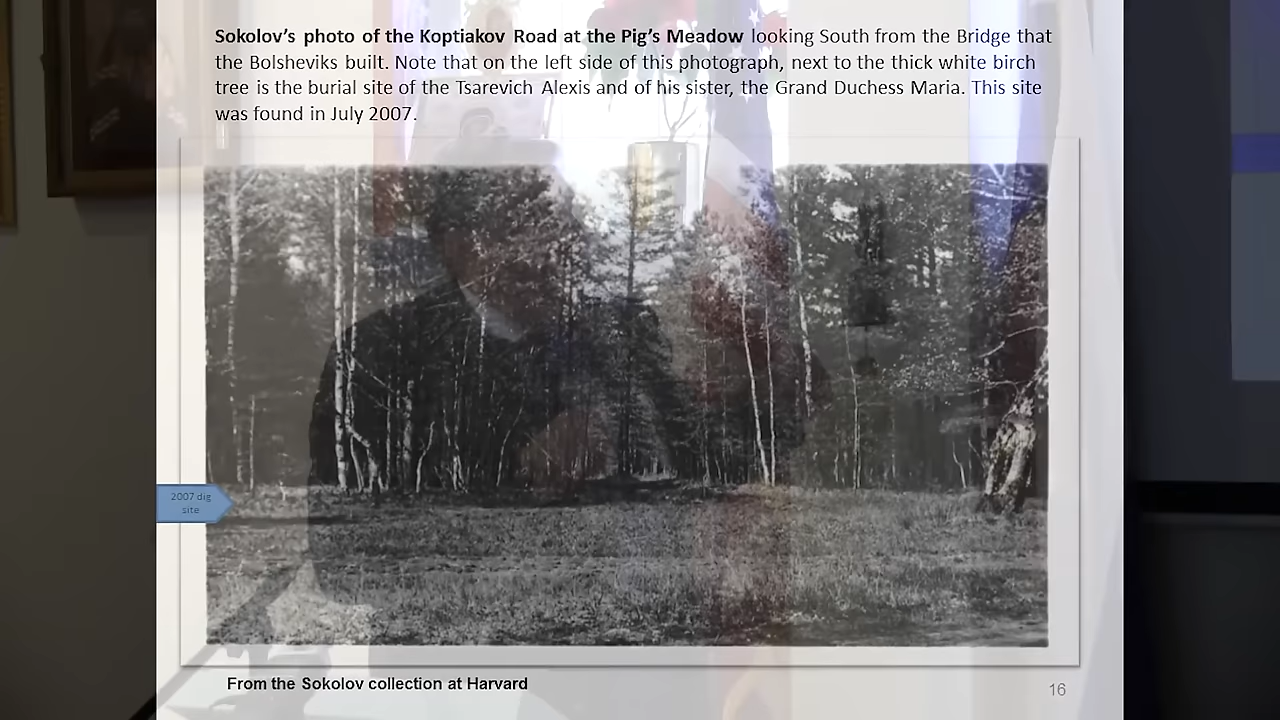 Sokolov’s photo of the Koptiakov Road at the Pig’s Meadow looking South from the Bridge that
the Bolsheviks built. Note that on the left side of this photograph, next to the thick white birch
tree is the burial site of the Tsarevich Alexis and of his sister, the Grand Duchess Maria. This site
was found in July 2007.
2007 dig
site
From the Sokolov collection at Harvard
16